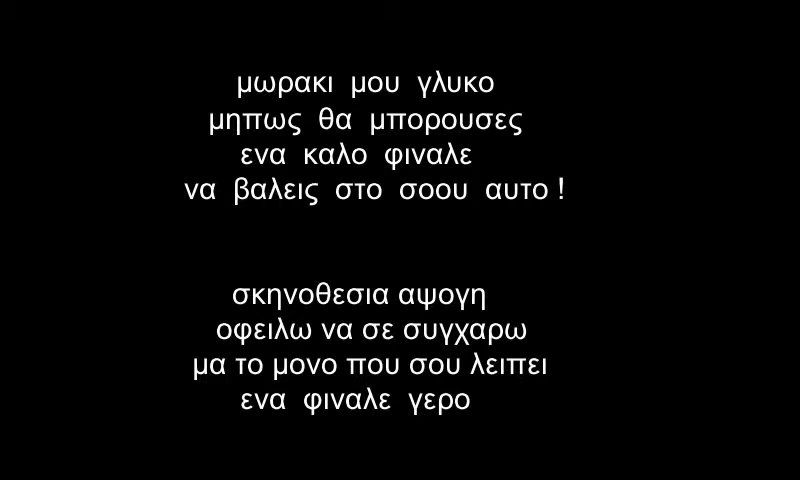 μωρακι μου γλυκο
μηπως θα μπορουσες
ενα καλο φιναλε
να βαλεις στο σοου αυτο !
σκηνοθεσια αψογη
οφειλω να σε συγχαρω
μα το μονο που σου λειπει
ενα φιναλε γερο